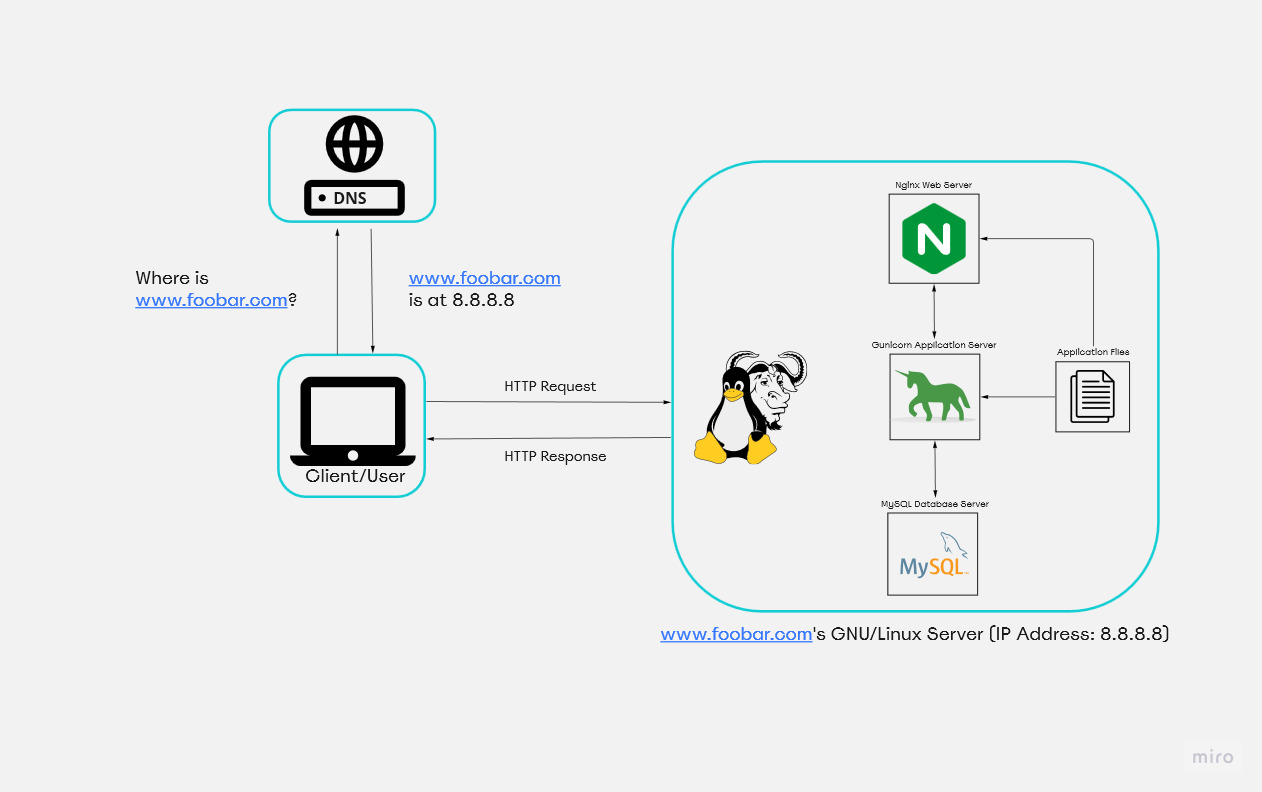 DNS
Where is
www.foobar.com?
www.foobar.com
is at 8.8.8.8
Client/User
HTTP Request
HTTP Response
Nginx Web Server
N
Gunicorn Application Server
Application Files
MySQL Database Server
MySQL
www.foobar.com's GNU/Linux Server (IP Address: 8.8.8.8)
miro